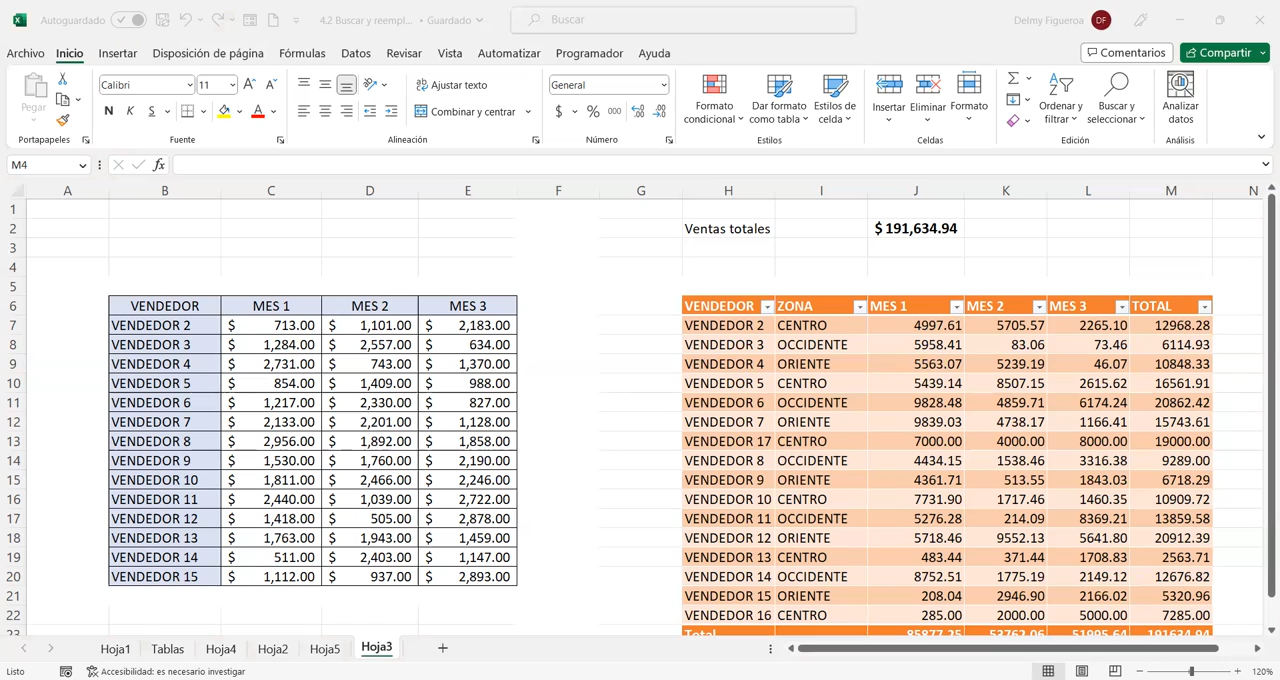 Autoguardado 4.2 Buscar y reempl... • Guardado Buscar Delmy Figueroa DF
Archivo Inicio Insertar Disposición de página Fórmulas Datos Revisar Vista Automatizar Programador Ayuda Comentarios Compartir
Pegar Calibri 11 Ajustar texto General Formato condicional Dar formato como tabla Estilos de celda Insertar Eliminar Formato Ordenar y filtrar Buscar y seleccionar Analizar datos
N K S Combinar y centrar $ % 000
Portapapeles Fuente Alineación Número Estilos Celdas Edición Análisis
M4 fx
A B C D E F G H I J K L M N
1
2 Ventas totales $ 191,634.94
3
4
5
6 VENDEDOR MES 1 MES 2 MES 3 VENDEDOR ZONA MES 1 MES 2 MES 3 TOTAL
7 VENDEDOR 2 $ 713.00 $ 1,101.00 $ 2,183.00 VENDEDOR 2 CENTRO 4997.61 5705.57 2265.10 12968.28
8 VENDEDOR 3 $ 1,284.00 $ 2,557.00 $ 634.00 VENDEDOR 3 OCCIDENTE 5958.41 83.06 73.46 6114.93
9 VENDEDOR 4 $ 2,731.00 $ 743.00 $ 1,370.00 VENDEDOR 4 ORIENTE 5563.07 5239.19 46.07 10848.33
10 VENDEDOR 5 $ 854.00 $ 1,409.00 $ 988.00 VENDEDOR 5 CENTRO 5439.14 8507.15 2615.62 16561.91
11 VENDEDOR 6 $ 1,217.00 $ 2,330.00 $ 827.00 VENDEDOR 6 OCCIDENTE 9828.48 4859.71 6174.24 20862.42
12 VENDEDOR 7 $ 2,133.00 $ 2,201.00 $ 1,128.00 VENDEDOR 7 ORIENTE 9839.03 4738.17 1166.41 15743.61
13 VENDEDOR 8 $ 2,956.00 $ 1,892.00 $ 1,858.00 VENDEDOR 17 CENTRO 7000.00 4000.00 8000.00 19000.00
14 VENDEDOR 9 $ 1,530.00 $ 1,760.00 $ 2,190.00 VENDEDOR 8 OCCIDENTE 4434.15 1538.46 3316.38 9289.00
15 VENDEDOR 10 $ 1,811.00 $ 2,466.00 $ 2,246.00 VENDEDOR 9 ORIENTE 4361.71 513.55 1843.03 6718.29
16 VENDEDOR 11 $ 2,440.00 $ 1,039.00 $ 2,722.00 VENDEDOR 10 CENTRO 7731.90 1717.46 1460.35 10909.72
17 VENDEDOR 12 $ 1,418.00 $ 505.00 $ 2,878.00 VENDEDOR 11 OCCIDENTE 5276.28 214.09 8369.21 13859.58
18 VENDEDOR 13 $ 1,763.00 $ 1,943.00 $ 1,459.00 VENDEDOR 12 ORIENTE 5718.46 9552.13 5641.80 20912.39
19 VENDEDOR 14 $ 511.00 $ 2,403.00 $ 1,147.00 VENDEDOR 13 CENTRO 483.44 371.44 1708.83 2563.71
20 VENDEDOR 15 $ 1,112.00 $ 937.00 $ 2,893.00 VENDEDOR 14 OCCIDENTE 8752.51 1775.19 2149.12 12676.82
21 VENDEDOR 15 ORIENTE 208.04 2946.90 2166.02 5320.96
22 VENDEDOR 16 CENTRO 285.00 2000.00 5000.00 7285.00
23 Total 85877.25 53762.06 51995.64 191634.94
Hoja1 Tablas Hoja4 Hoja2 Hoja5 Hoja3
Listo Accesibilidad: es necesario investigar 120%